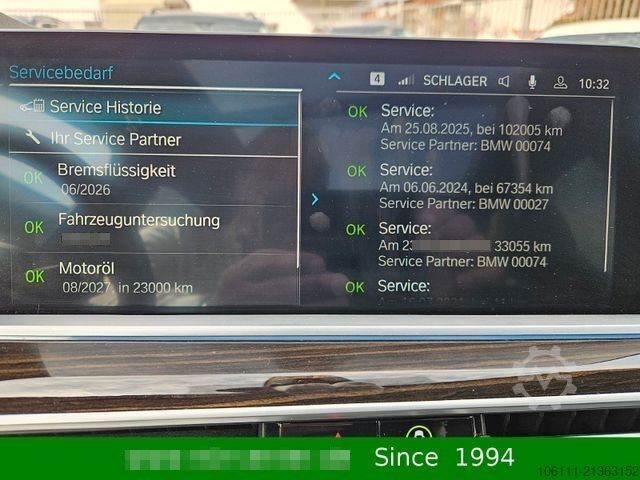 Servicebedarf
4 SCHLAGER 10:32
Service Historie
Ihr Service Partner
OK Bremsflüssigkeit
06/2026
OK Fahrzeuguntersuchung
OK Motoröl
08/2027, in 23000 km
OK Service:
Am 25.08.2025, bei 102005 km
Service Partner: BMW 00074
OK Service:
Am 06.06.2024, bei 67354 km
Service Partner: BMW 00027
OK Service:
Am 33055 km
Service Partner: BMW 00074
OK Service:
Since 1994
106111-21363152